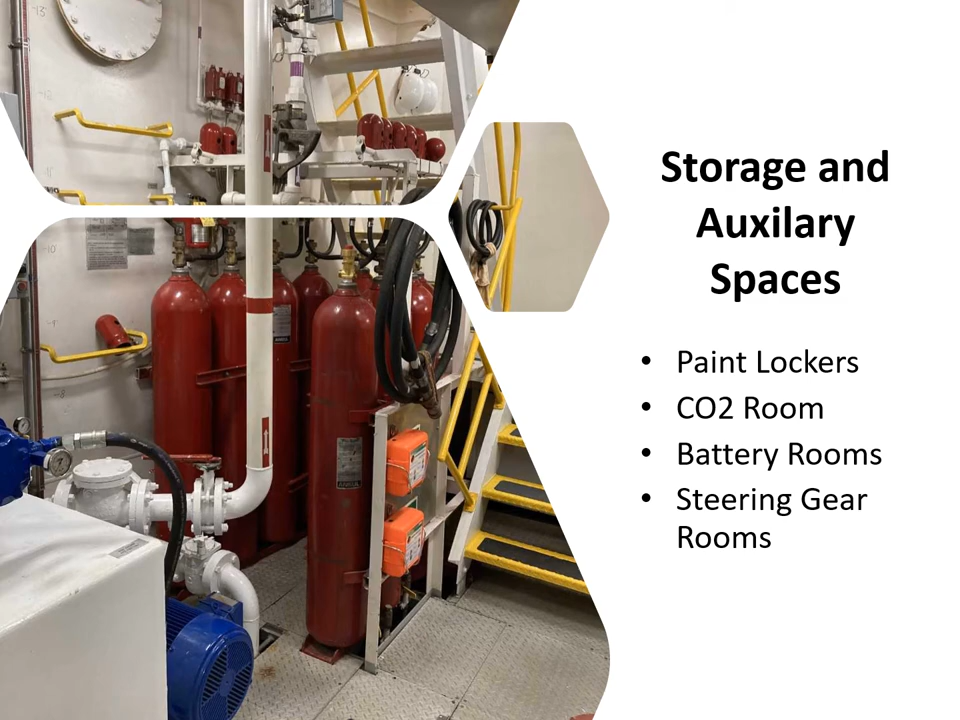 Storage and
Auxilary
Spaces
• Paint Lockers
• CO2 Room
• Battery Rooms
• Steering Gear
Rooms